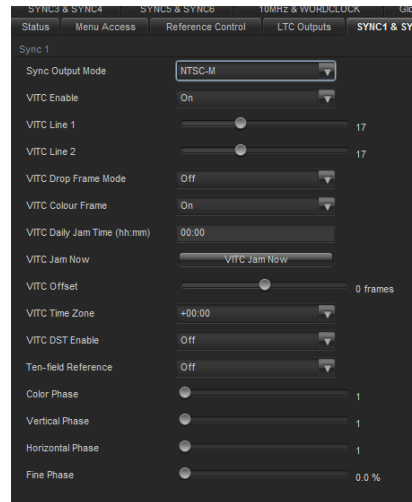 SYNC3 & SYNC4 SYNC5 & SYNC6 10MHz & WORDCLOCK
Status Menu Access Reference Control LTC Outputs SYNC1 & SY
Sync 1
Sync Output Mode NTSC-M
VITC Enable On
VITC Line 1 17
VITC Line 2 17
VITC Drop Frame Mode Off
VITC Colour Frame On
VITC Daily Jam Time (hh:mm) 00:00
VITC Jam Now VITC Jam Now
VITC Offset 0 frames
VITC Time Zone +00:00
VITC DST Enable Off
Ten-field Reference Off
Color Phase 1
Vertical Phase 1
Horizontal Phase 1
Fine Phase 0.0 %